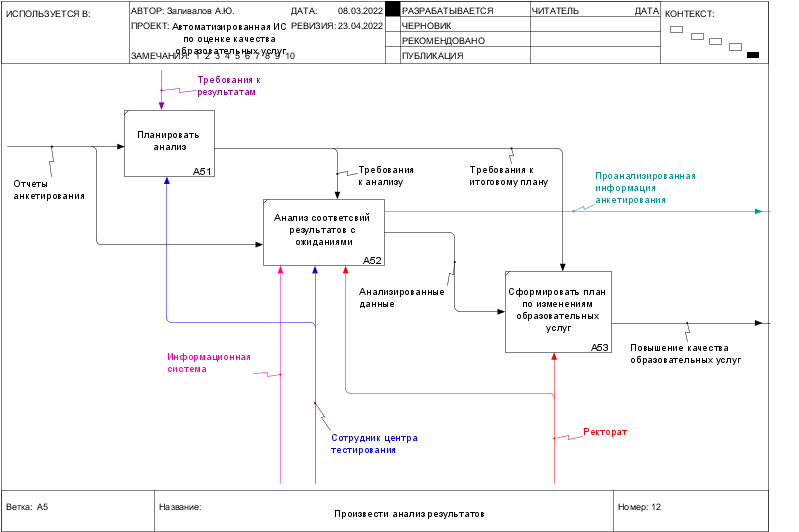 ИСПОЛЬЗУЕТСЯ В:
АВТОР: Заливалов А.Ю.
ДАТА: 08.03.2022
ПРОЕКТ: Автоматизированная ИС
по оценке качества
образовательных услуг
РЕВИЗИЯ: 23.04.2022
ЗАМЕЧАНИЯ: 1 2 3 4 5 6 7 8 9 10
РАЗРАБАТЫВАЕТСЯ
ЧЕРНОВИК
РЕКОМЕНДОВАНО
ПУБЛИКАЦИЯ
ЧИТАТЕЛЬ
ДАТА
КОНТЕКСТ:
Требования к
результатам
Планировать
анализ
А51
Отчеты
анкетирования
Требования
к анализу
Требования к
итоговому плану
Проанализированная
информация
анкетирования
Анализ соответсвий
результатов с
ожиданиями
А52
Анализированные
данные
Сформировать план
по изменениям
образовательных
услуг
А53
Повышение качества
образовательных услуг
Информационная
система
Сотрудник центра
тестирования
Ректорат
Ветка: А5
Название:
Произвести анализ результатов
Номер: 12